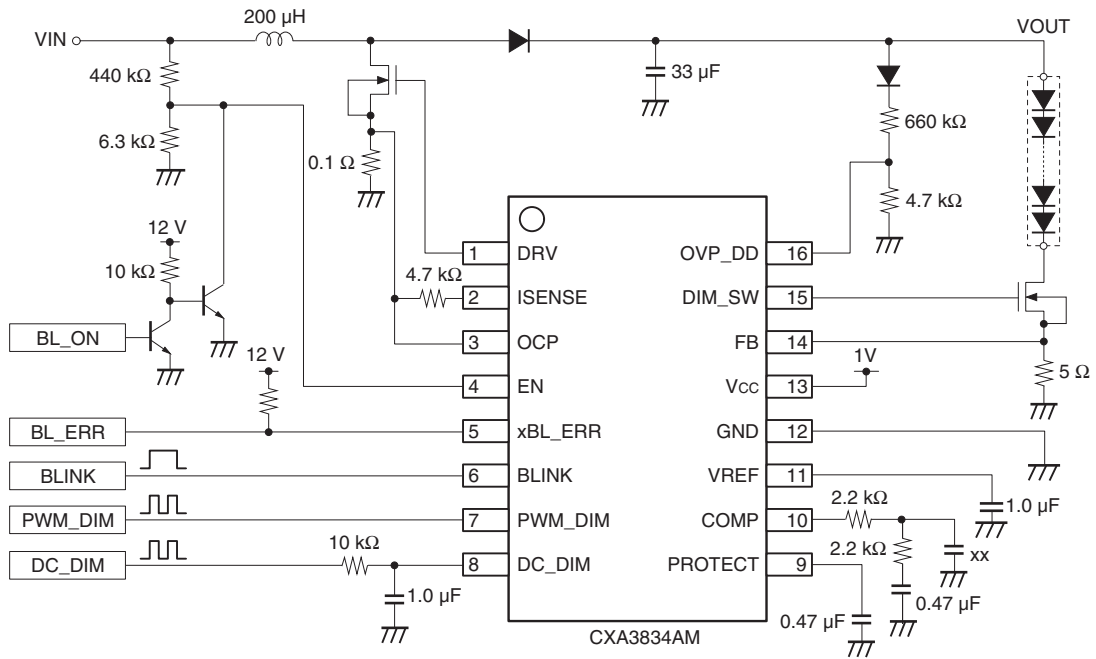 200 µH
VIN
VOUT
440 kΩ
33 µF
6.3 kΩ
0.1 Ω
660 kΩ
4.7 kΩ
12 V
10 kΩ
BL_ON
12 V
BL_ERR
BLINK
PWM_DIM
DC_DIM
10 kΩ
1.0 µF
4.7 kΩ
1 DRV
2 ISENSE
3 OCP
4 EN
5 xBL_ERR
6 BLINK
7 PWM_DIM
8 DC_DIM
OVP_DD 16
DIM_SW 15
FB 14
VCC 13
GND 12
VREF 11
COMP 10
PROTECT 9
1V
5 Ω
1.0 µF
2.2 kΩ
2.2 kΩ
xx
0.47 µF
0.47 µF
CXA3834AM